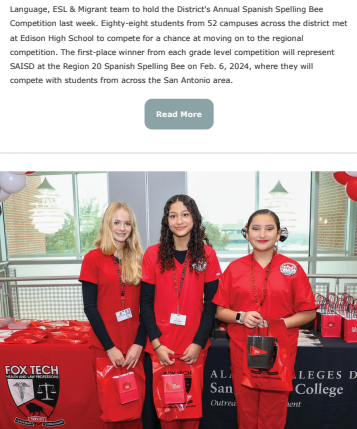 Language, ESL & Migrant team to hold the District's Annual Spanish Spelling Bee
Competition last week. Eighty-eight students from 52 campuses across the district met
at Edison High School to compete for a chance at moving on to the regional
competition. The first-place winner from each grade level competition will represent
SAISD at the Region 20 Spanish Spelling Bee on Feb. 6, 2024, where they will
compete with students from across the San Antonio area.
Read More
FOX TECH
HEALTH AND LAW PROFESSIONS
LLEGES D
San
College
Outrea